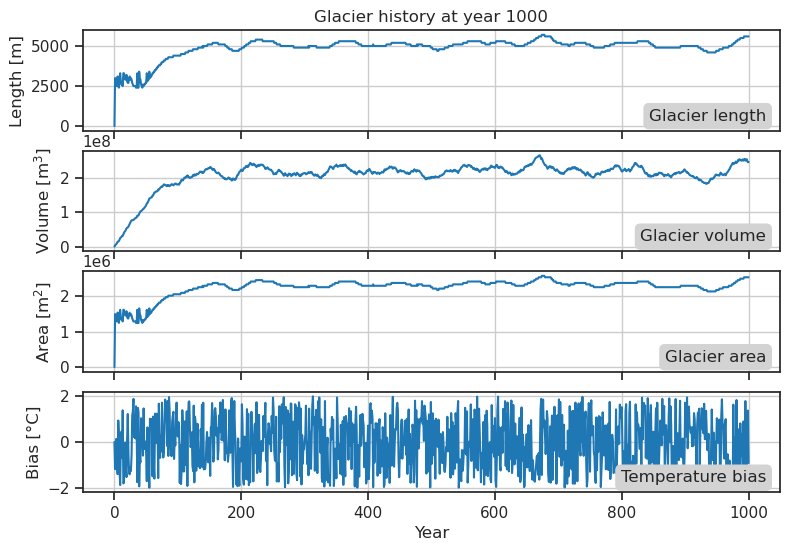 Glacier history at year 1000
Length [m]
5000
2500
0
Glacier length
1e8
Volume [m³]
2
1
0
Glacier volume
1e6
Area [m²]
2
1
0
Glacier area
Bias [°C]
2
0
−2
Temperature bias
0 200 400 600 800 1000
Year